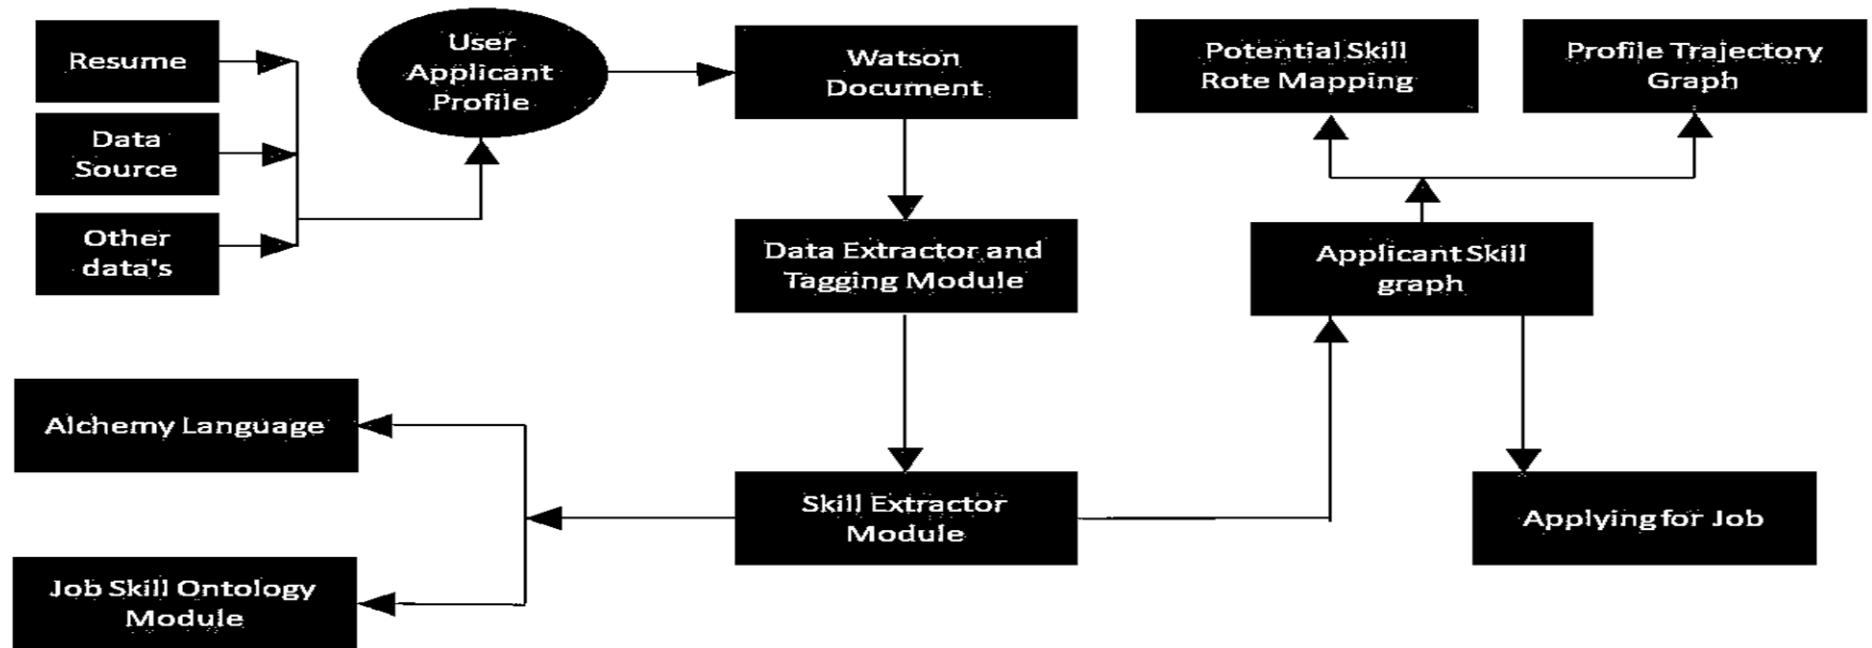 Resume
Data
Source
Other
data's
User
Applicant
Profile
Watson
Document
Data Extractor and
Tagging Module
Skill Extractor
Module
Alchemy Language
Job Skill Ontology
Module
Potential Skill
Rote Mapping
Profile Trajectory
Graph
Applicant Skill
graph
Applying for Job